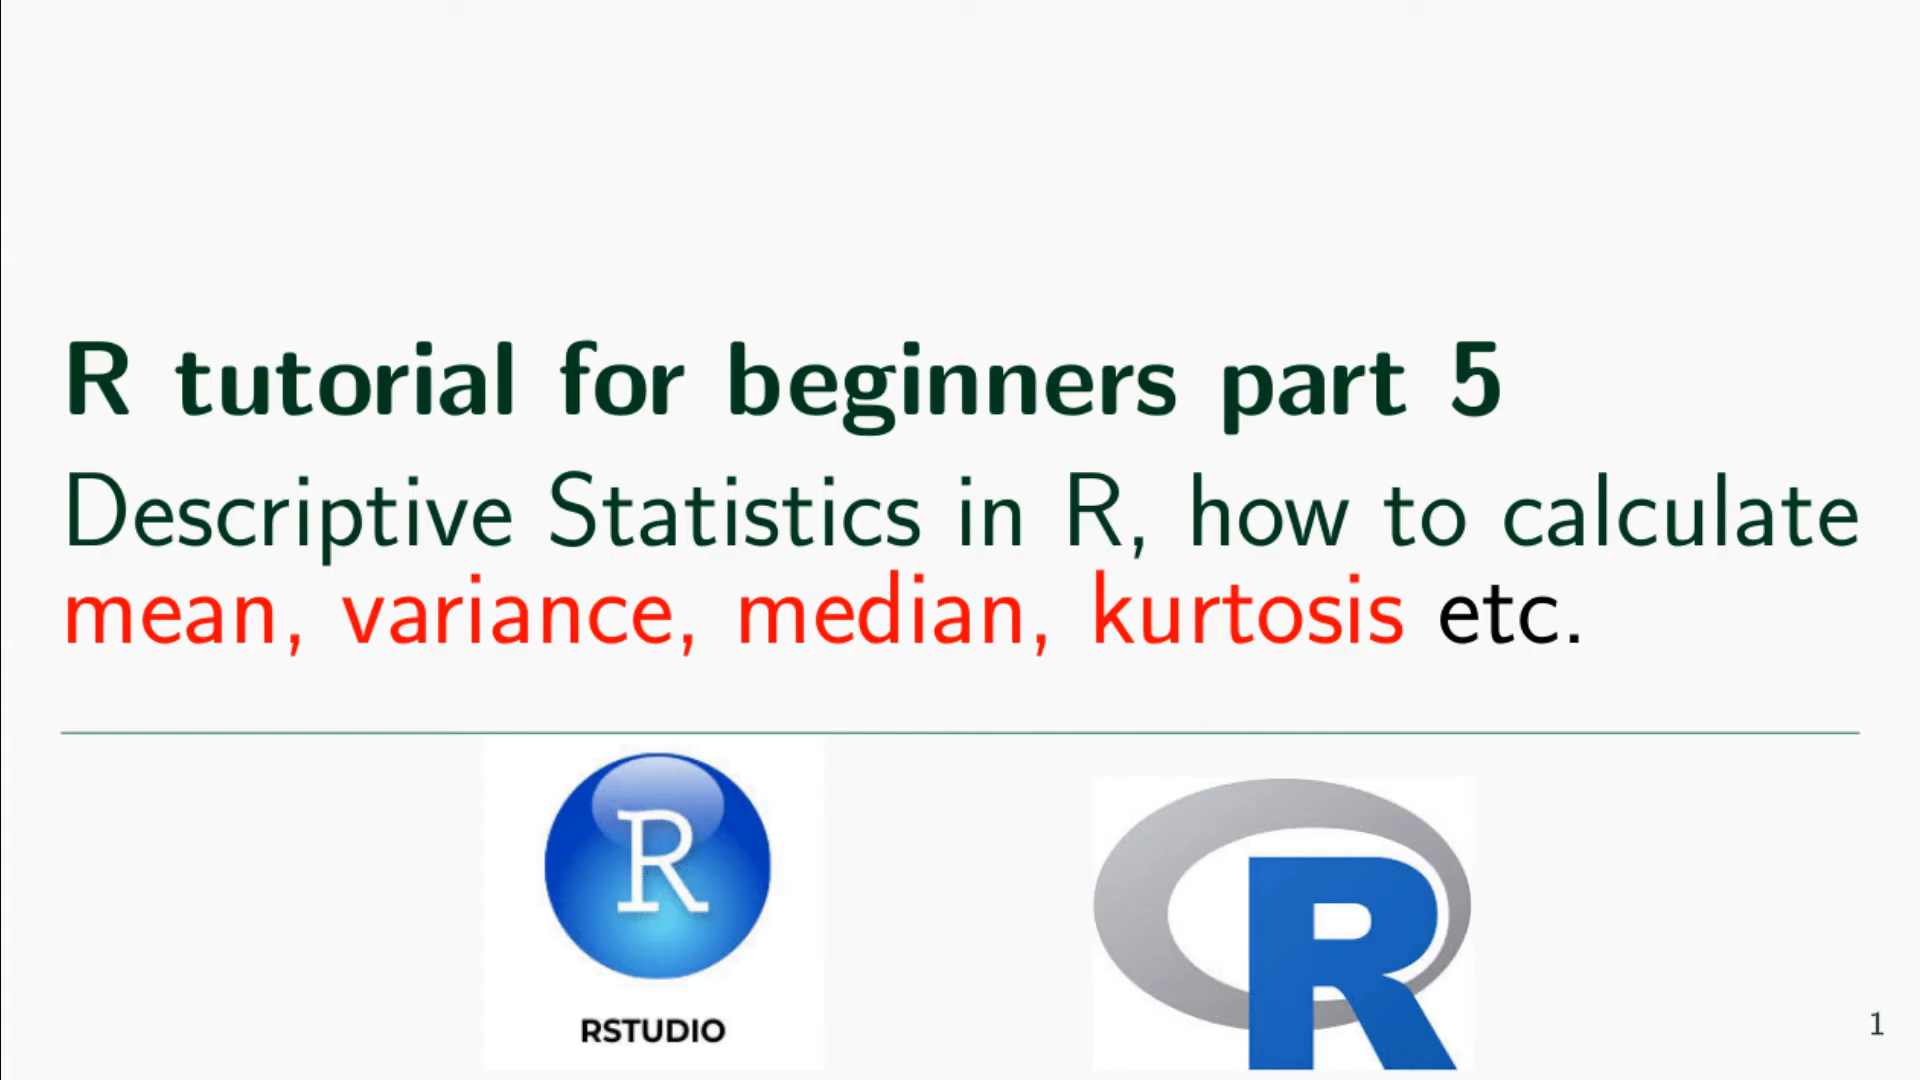 R tutorial for beginners part 5
Descriptive Statistics in R, how to calculate
mean, variance, median, kurtosis etc.
R
RSTUDIO
R
1